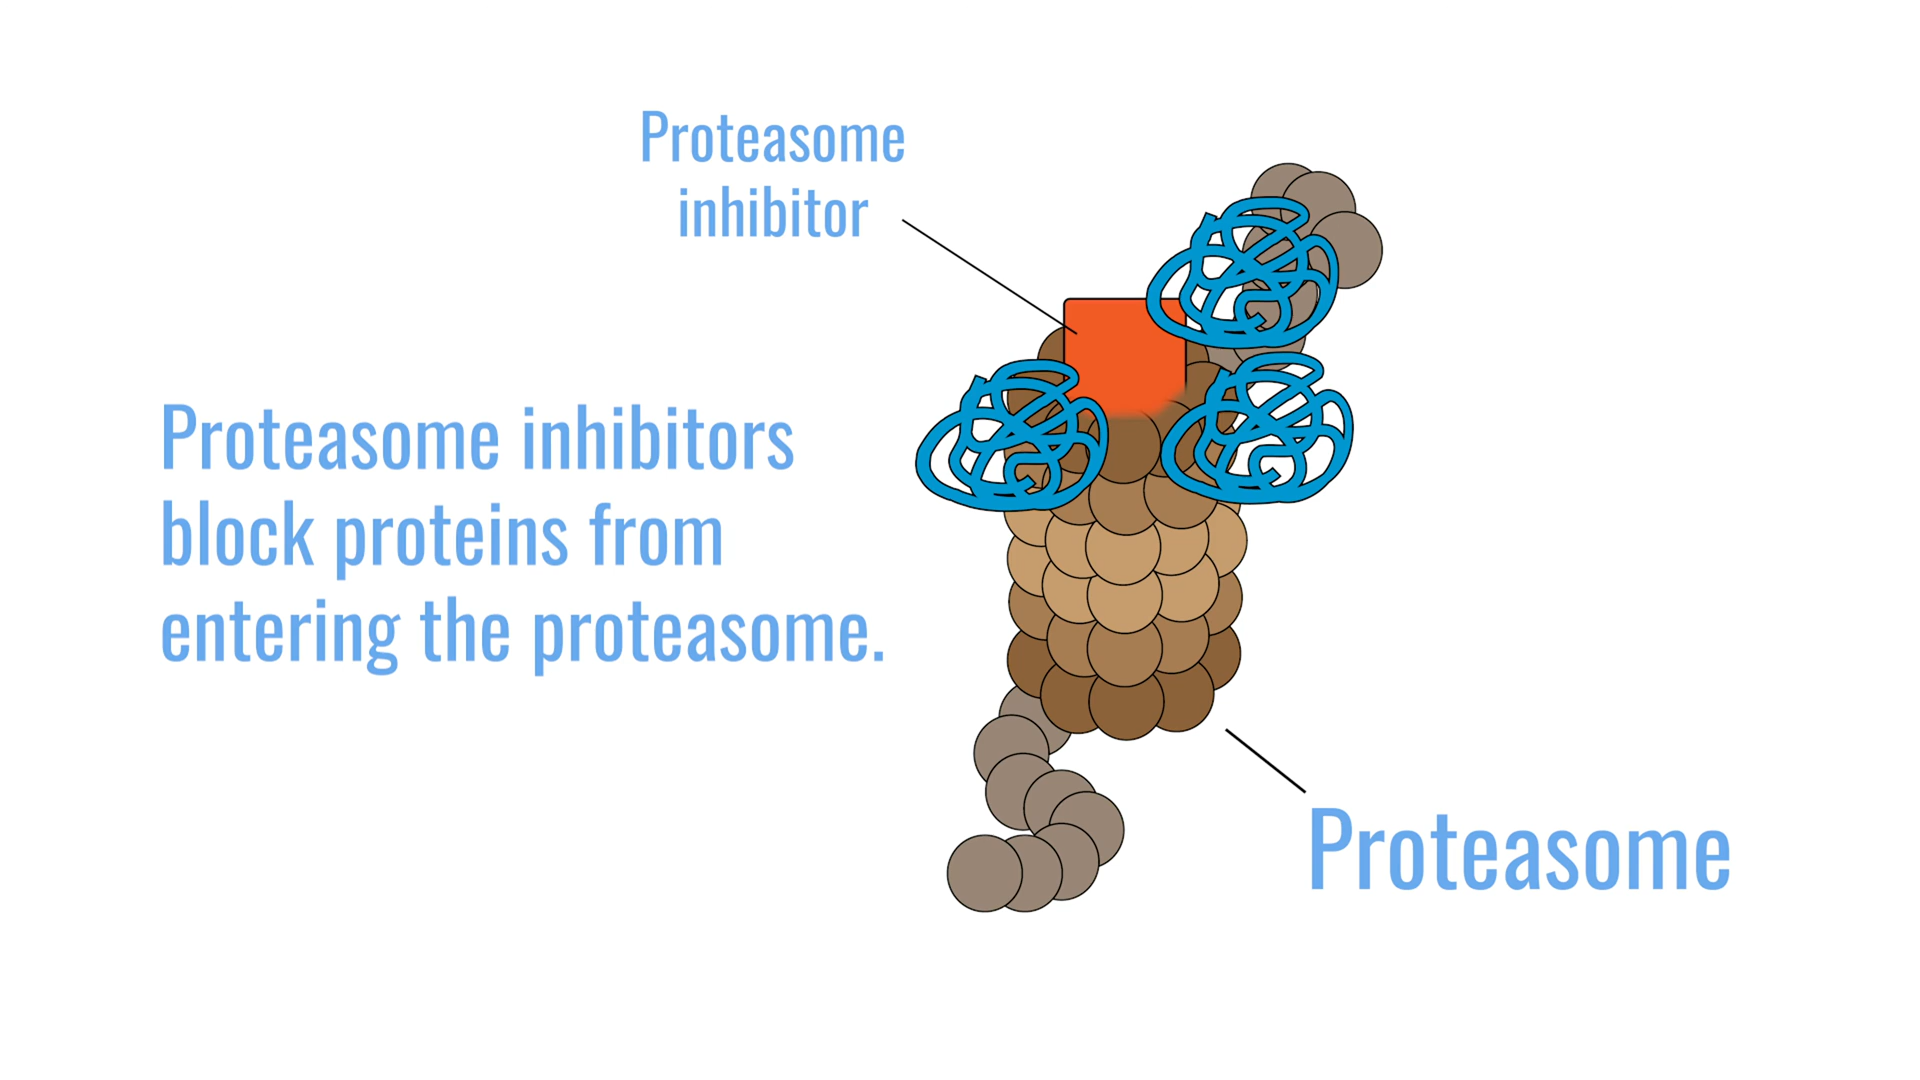 Proteasome
inhibitor
Proteasome inhibitors
block proteins from
entering the proteasome.
Proteasome